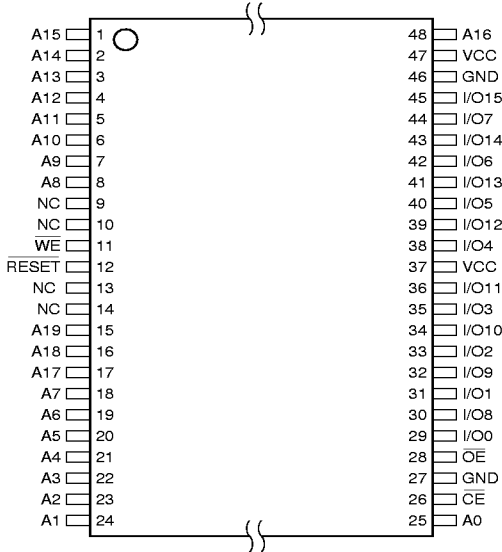 A15 1 48 A16
A14 2 47 VCC
A13 3 46 GND
A12 4 45 I/O15
A11 5 44 I/O7
A10 6 43 I/O14
A9 7 42 I/O6
A8 8 41 I/O13
NC 9 40 I/O5
NC 10 39 I/O12
W̅E̅ 11 38 I/O4
R̅E̅S̅E̅T̅ 12 37 VCC
NC 13 36 I/O11
NC 14 35 I/O3
A19 15 34 I/O10
A18 16 33 I/O2
A17 17 32 I/O9
A7 18 31 I/O1
A6 19 30 I/O8
A5 20 29 I/O0
A4 21 28 O̅E̅
A3 22 27 GND
A2 23 26 C̅E̅
A1 24 25 A0